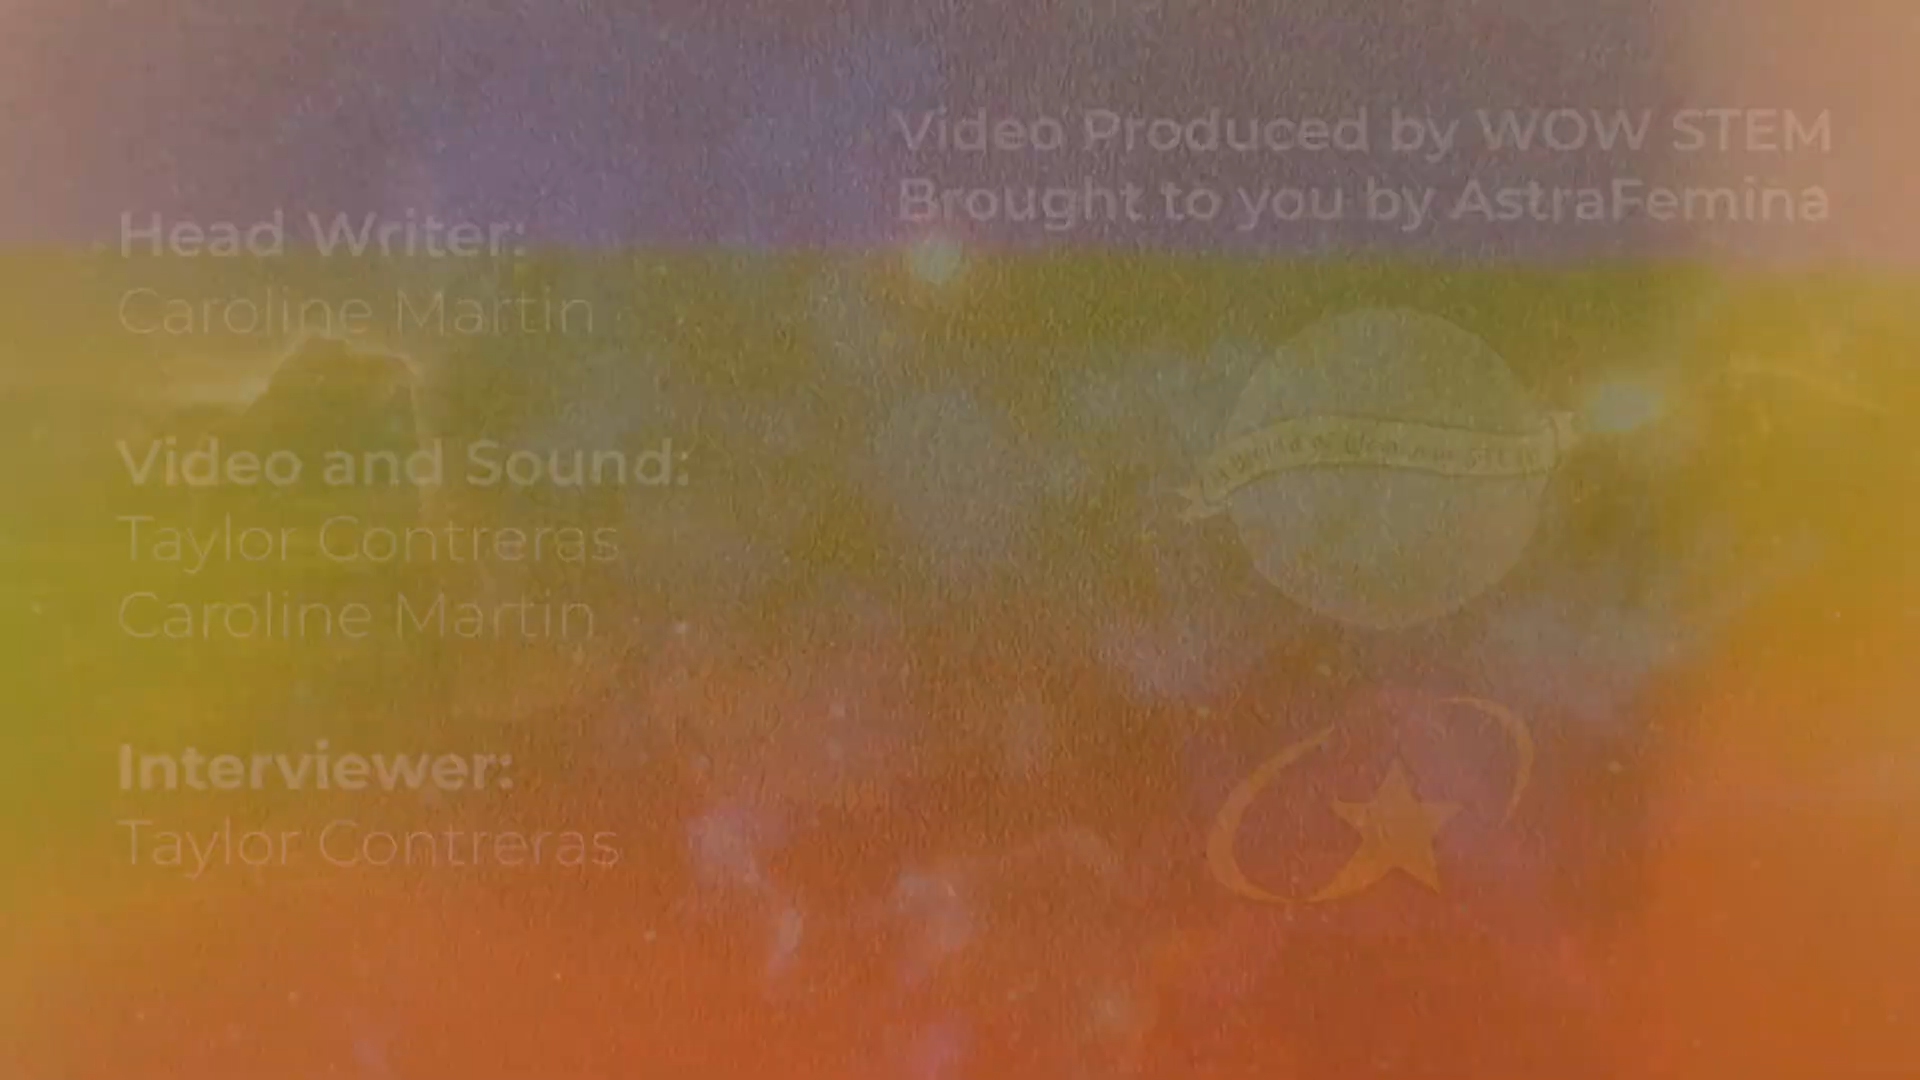 Video Produced by WOW STEM
Brought to you by AstraFemina
Head Writer:
Caroline Martin
Video and Sound:
Taylor Contreras
Caroline Martin
Interviewer:
Taylor Contreras